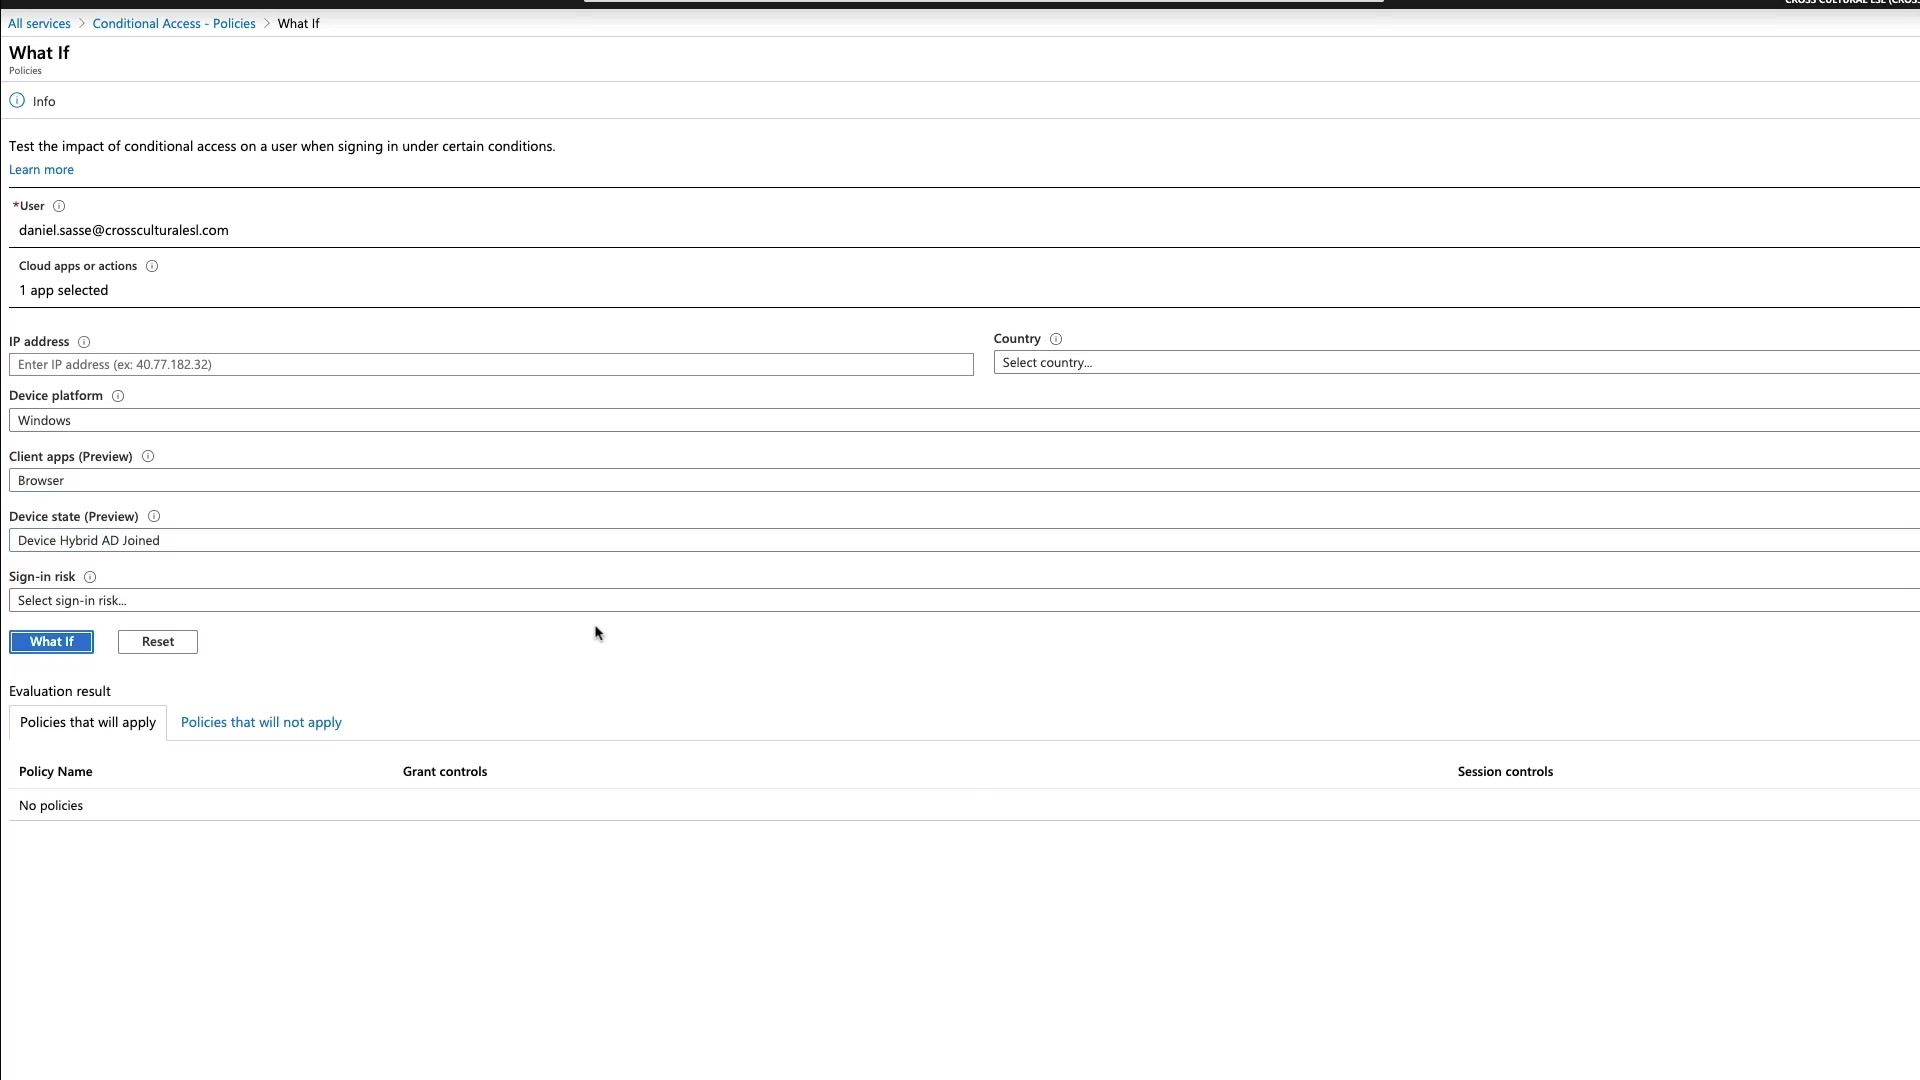 All services > Conditional Access - Policies > What If
What If
Policies
Info
Test the impact of conditional access on a user when signing in under certain conditions.
Learn more
*User
daniel.sasse@crossculturalesl.com
Cloud apps or actions
1 app selected
IP address
Enter IP address (ex: 40.77.182.32)
Country
Select country...
Device platform
Windows
Client apps (Preview)
Browser
Device state (Preview)
Device Hybrid AD Joined
Sign-in risk
Select sign-in risk...
What If Reset
Evaluation result
Policies that will apply Policies that will not apply
Policy Name Grant controls Session controls
No policies